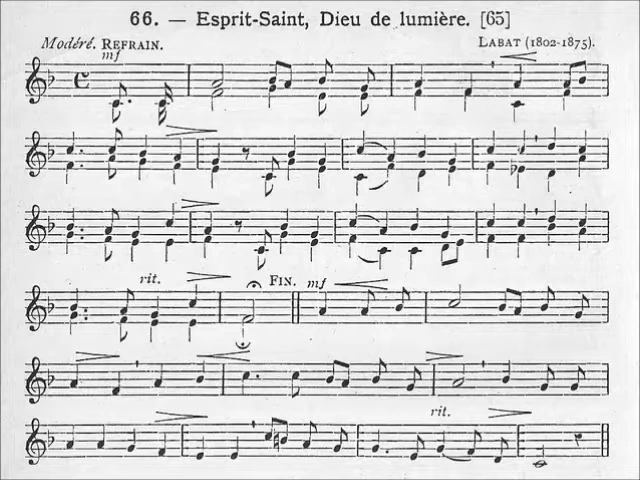 66. — Esprit-Saint, Dieu de lumière. [65]
Modéré. REFRAIN. LABAT (1802-1875).
mf
rit. FIN. mf
rit.